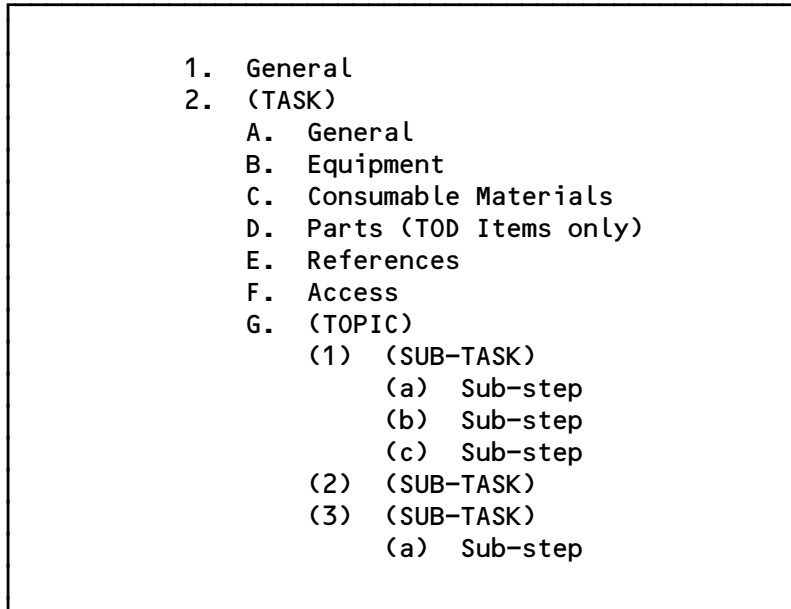 1. General
2. (TASK)
A. General
B. Equipment
C. Consumable Materials
D. Parts (TOD Items only)
E. References
F. Access
G. (TOPIC)
(1) (SUB-TASK)
(a) Sub-step
(b) Sub-step
(c) Sub-step
(2) (SUB-TASK)
(3) (SUB-TASK)
(a) Sub-step